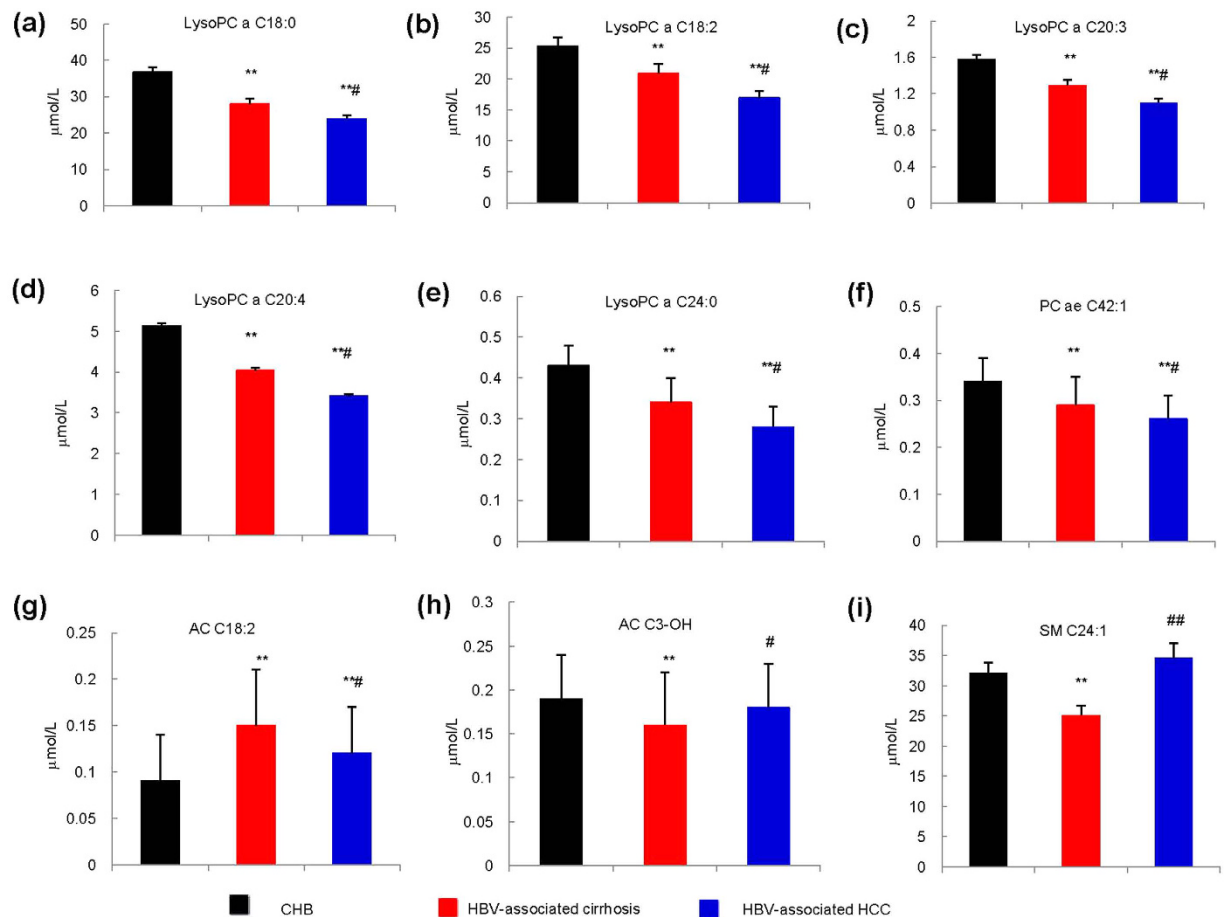 (a)
LysoPC a C18:0
μmol/L
50
40
30
20
10
0
**
**#
(b)
LysoPC a C18:2
μmol/L
30
25
20
15
10
5
0
**
**#
(c)
LysoPC a C20:3
μmol/L
2
1.6
1.2
0.8
0.4
0
**
**#
(d)
LysoPC a C20:4
μmol/L
6
5
4
3
2
1
0
**
**#
(e)
LysoPC a C24:0
μmol/L
0.6
0.5
0.4
0.3
0.2
0.1
0
**
**#
(f)
PC ae C42:1
μmol/L
0.5
0.4
0.3
0.2
0.1
0
**
**#
(g)
AC C18:2
μmol/L
0.25
0.2
0.15
0.1
0.05
0
**
**#
(h)
AC C3-OH
μmol/L
0.3
0.25
0.2
0.15
0.1
0.05
0
**
#
(i)
SM C24:1
μmol/L
40
35
30
25
20
15
10
5
0
**
##
CHB
HBV-associated cirrhosis
HBV-associated HCC